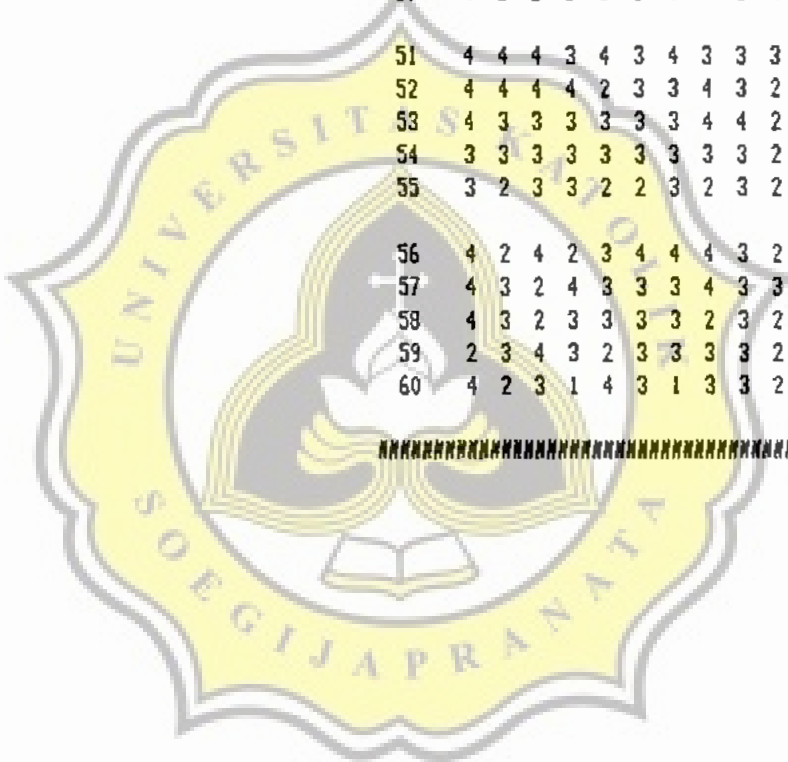 51 4 4 4 3 4 3 4 3 3 3
52 4 4 4 4 2 3 3 4 3 2
53 4 3 3 3 3 3 3 4 4 2
54 3 3 3 3 3 3 3 3 3 2
55 3 2 3 3 2 2 3 2 3 2
56 4 2 4 2 3 4 4 4 3 2
57 4 3 2 4 3 3 3 4 3 3
58 4 3 2 3 3 3 3 2 3 2
59 2 3 4 3 2 3 3 3 3 2
60 4 2 3 1 4 3 1 3 3 2
UNIVERSITAS KATOLIK
SOEGIJAPRANATA